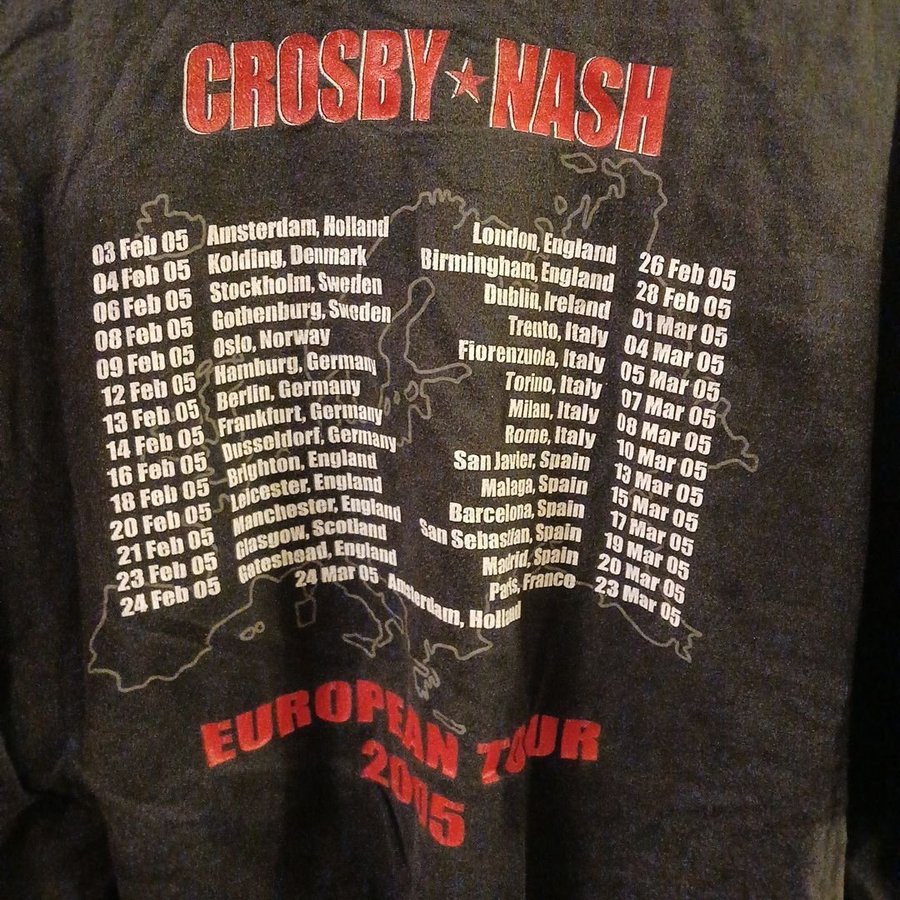 CROSBY★NASH
03 Feb 05 Amsterdam, Holland
04 Feb 05 Kolding, Denmark
06 Feb 05 Stockholm, Sweden
08 Feb 05 Gothenburg, Sweden
09 Feb 05 Oslo, Norway
12 Feb 05 Hamburg, Germany
13 Feb 05 Berlin, Germany
14 Feb 05 Frankfurt, Germany
16 Feb 05 Dusseldorf, Germany
18 Feb 05 Brighton, England
20 Feb 05 Leicester, England
21 Feb 05 Manchester, England
23 Feb 05 Glasgow, Scotland
24 Feb 05 Gateshead, England
London, England 26 Feb 05
Birmingham, England 28 Feb 05
Dublin, Ireland 01 Mar 05
Trento, Italy 04 Mar 05
Fiorenzuola, Italy 05 Mar 05
Torino, Italy 07 Mar 05
Milan, Italy 08 Mar 05
Rome, Italy 10 Mar 05
San Javier, Spain 13 Mar 05
Malaga, Spain 15 Mar 05
Barcelona, Spain 17 Mar 05
San Sebastian, Spain 19 Mar 05
Madrid, Spain 20 Mar 05
Paris, France 23 Mar 05
24 Mar 05 Amsterdam, Holland
EUROPEAN TOUR
2005